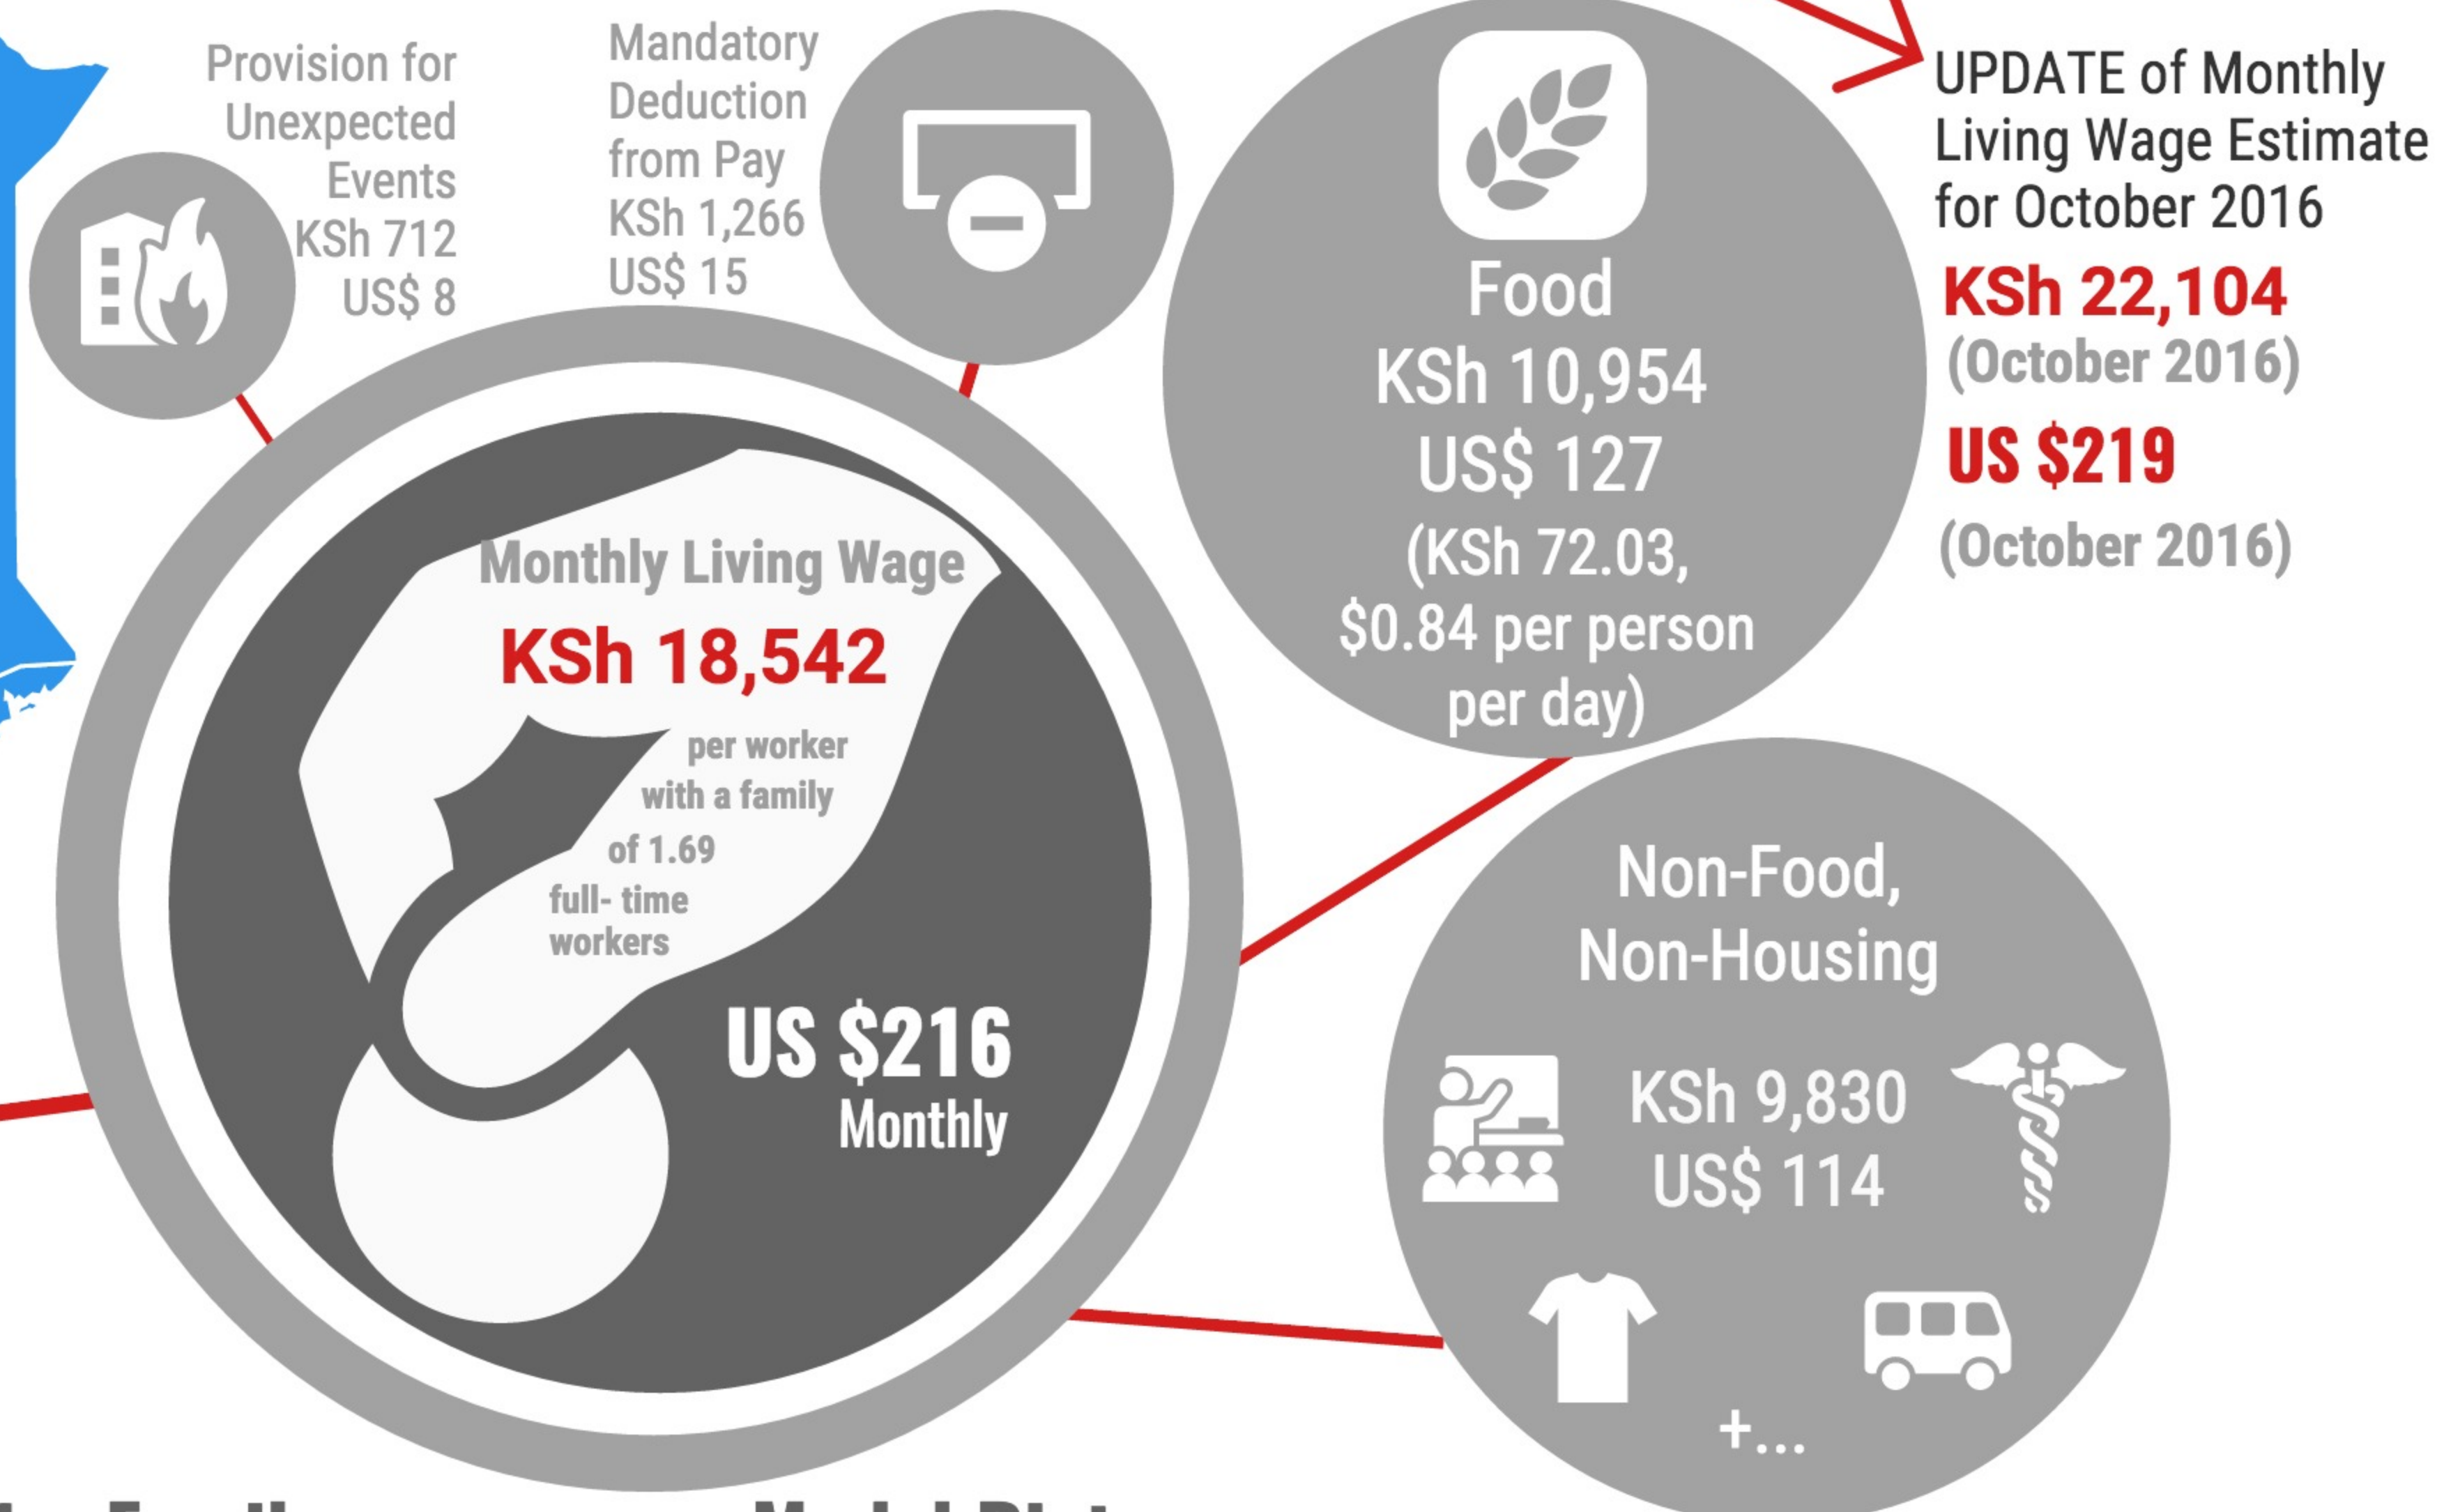 Provision for
Unexpected
Events
KSh 712
US$ 8
Mandatory
Deduction
from Pay
KSh 1,266
US$ 15
Food
KSh 10,954
US$ 127
(KSh 72.03,
$0.84 per person
per day)
UPDATE of Monthly
Living Wage Estimate
for October 2016
KSh 22,104
(October 2016)
US $219
(October 2016)
Monthly Living Wage
KSh 18,542
per worker
with a family
of 1.69
full- time
workers
US $216
Monthly
Non-Food,
Non-Housing
KSh 9,830
US$ 114
+...